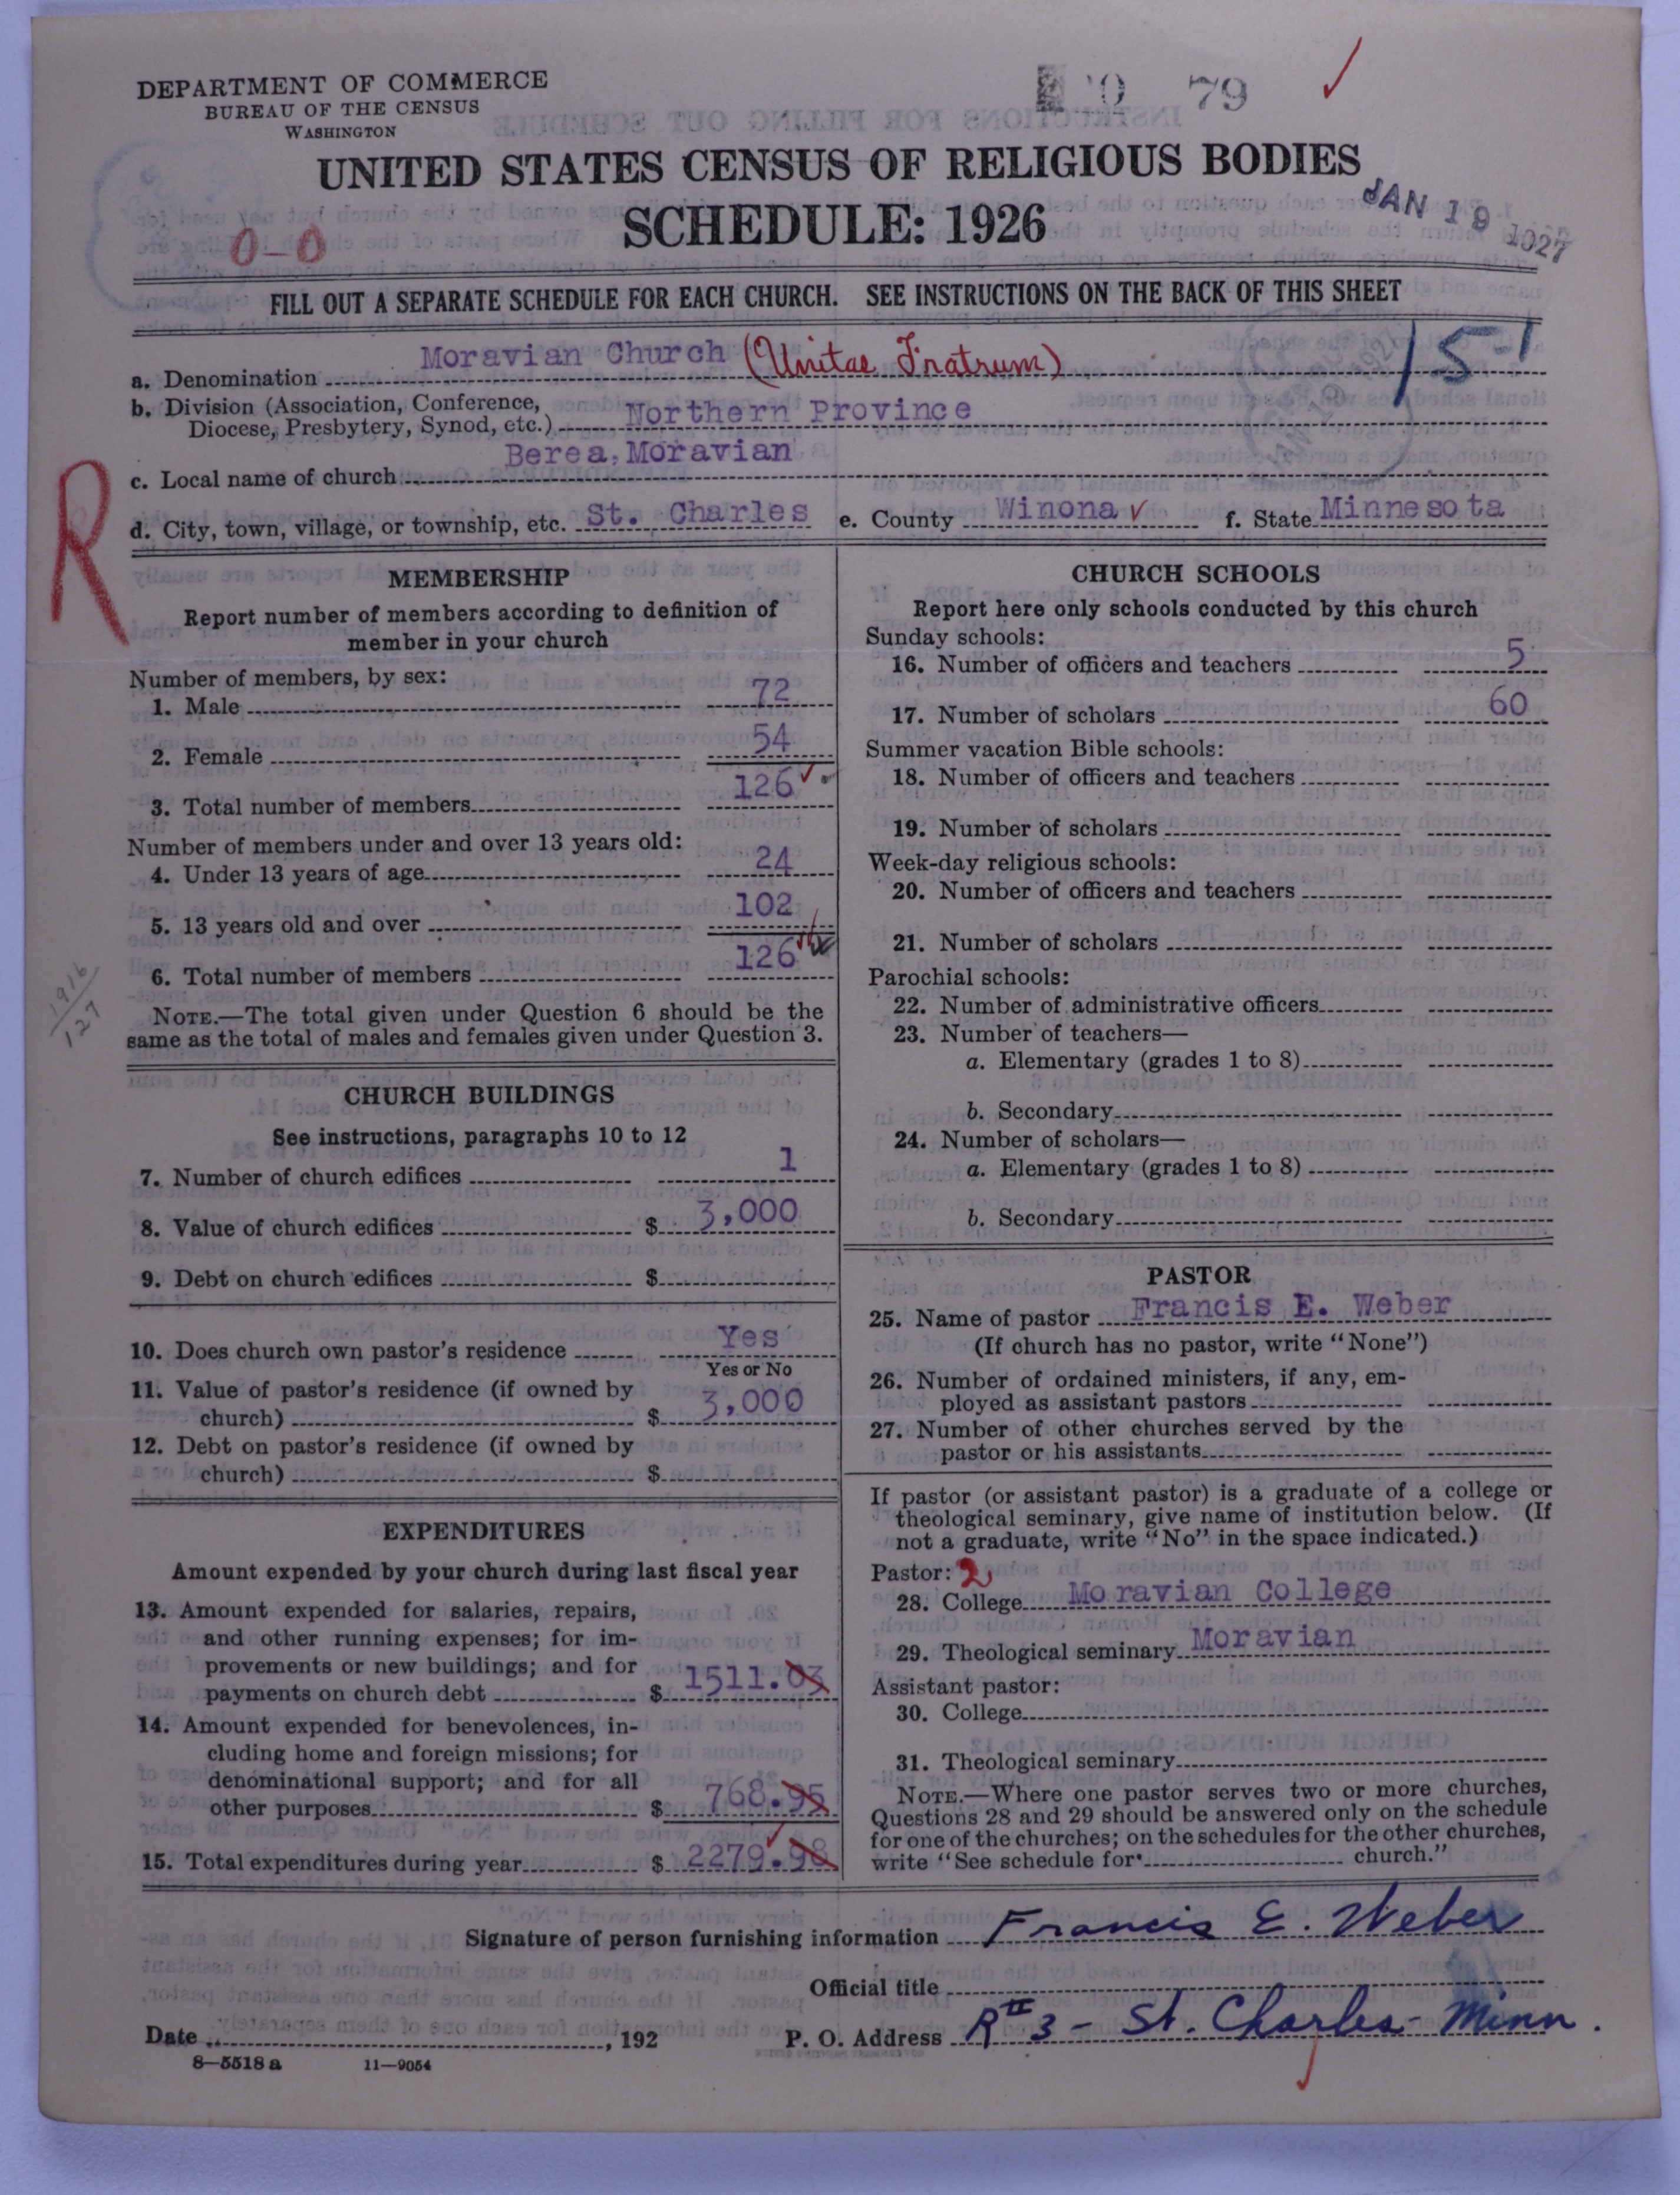 DEPARTMENT OF COMMERCE
BUREAU OF THE CENSUS
WASHINGTON
79
UNITED STATES CENSUS OF RELIGIOUS BODIES
SCHEDULE: 1926
JAN 19 1927
0-0
FILL OUT A SEPARATE SCHEDULE FOR EACH CHURCH. SEE INSTRUCTIONS ON THE BACK OF THIS SHEET
151
a. Denomination Moravian Church (Unitas Fratrum)
b. Division (Association, Conference,
Diocese, Presbytery, Synod, etc.) Northern Province
c. Local name of church Berea, Moravian
d. City, town, village, or township, etc. St. Charles e. County Winona f. State Minnesota
R
MEMBERSHIP
Report number of members according to definition of
member in your church
Number of members, by sex:
1. Male 72
2. Female 54
3. Total number of members 126
Number of members under and over 13 years old:
4. Under 13 years of age 24
5. 13 years old and over 102
6. Total number of members 126
1916
127
NOTE.—The total given under Question 6 should be the
same as the total of males and females given under Question 3.
CHURCH BUILDINGS
See instructions, paragraphs 10 to 12
7. Number of church edifices 1
8. Value of church edifices $ 3,000
9. Debt on church edifices $
10. Does church own pastor's residence Yes
Yes or No
11. Value of pastor's residence (if owned by
church) $ 3,000
12. Debt on pastor's residence (if owned by
church) $
EXPENDITURES
Amount expended by your church during last fiscal year
13. Amount expended for salaries, repairs,
and other running expenses; for im-
provements or new buildings; and for
payments on church debt $ 1511.03
14. Amount expended for benevolences, in-
cluding home and foreign missions; for
denominational support; and for all
other purposes $ 768.95
15. Total expenditures during year $ 2279.98
CHURCH SCHOOLS
Report here only schools conducted by this church
Sunday schools:
16. Number of officers and teachers 5
17. Number of scholars 60
Summer vacation Bible schools:
18. Number of officers and teachers
19. Number of scholars
Week-day religious schools:
20. Number of officers and teachers
21. Number of scholars
Parochial schools:
22. Number of administrative officers
23. Number of teachers—
a. Elementary (grades 1 to 8)
b. Secondary
24. Number of scholars—
a. Elementary (grades 1 to 8)
b. Secondary
PASTOR
25. Name of pastor Francis E. Weber
(If church has no pastor, write "None")
26. Number of ordained ministers, if any, em-
ployed as assistant pastors
27. Number of other churches served by the
pastor or his assistants
If pastor (or assistant pastor) is a graduate of a college or
theological seminary, give name of institution below. (If
not a graduate, write "No" in the space indicated.)
Pastor: 2
28. College Moravian College
29. Theological seminary Moravian
Assistant pastor:
30. College
31. Theological seminary
NOTE.—Where one pastor serves two or more churches,
Questions 28 and 29 should be answered only on the schedule
for one of the churches; on the schedules for the other churches,
write "See schedule for church."
Signature of person furnishing information Francis E. Weber
Official title
Date , 192 P. O. Address R# 3 - St. Charles - Minn.
8—5518 a 11—9054